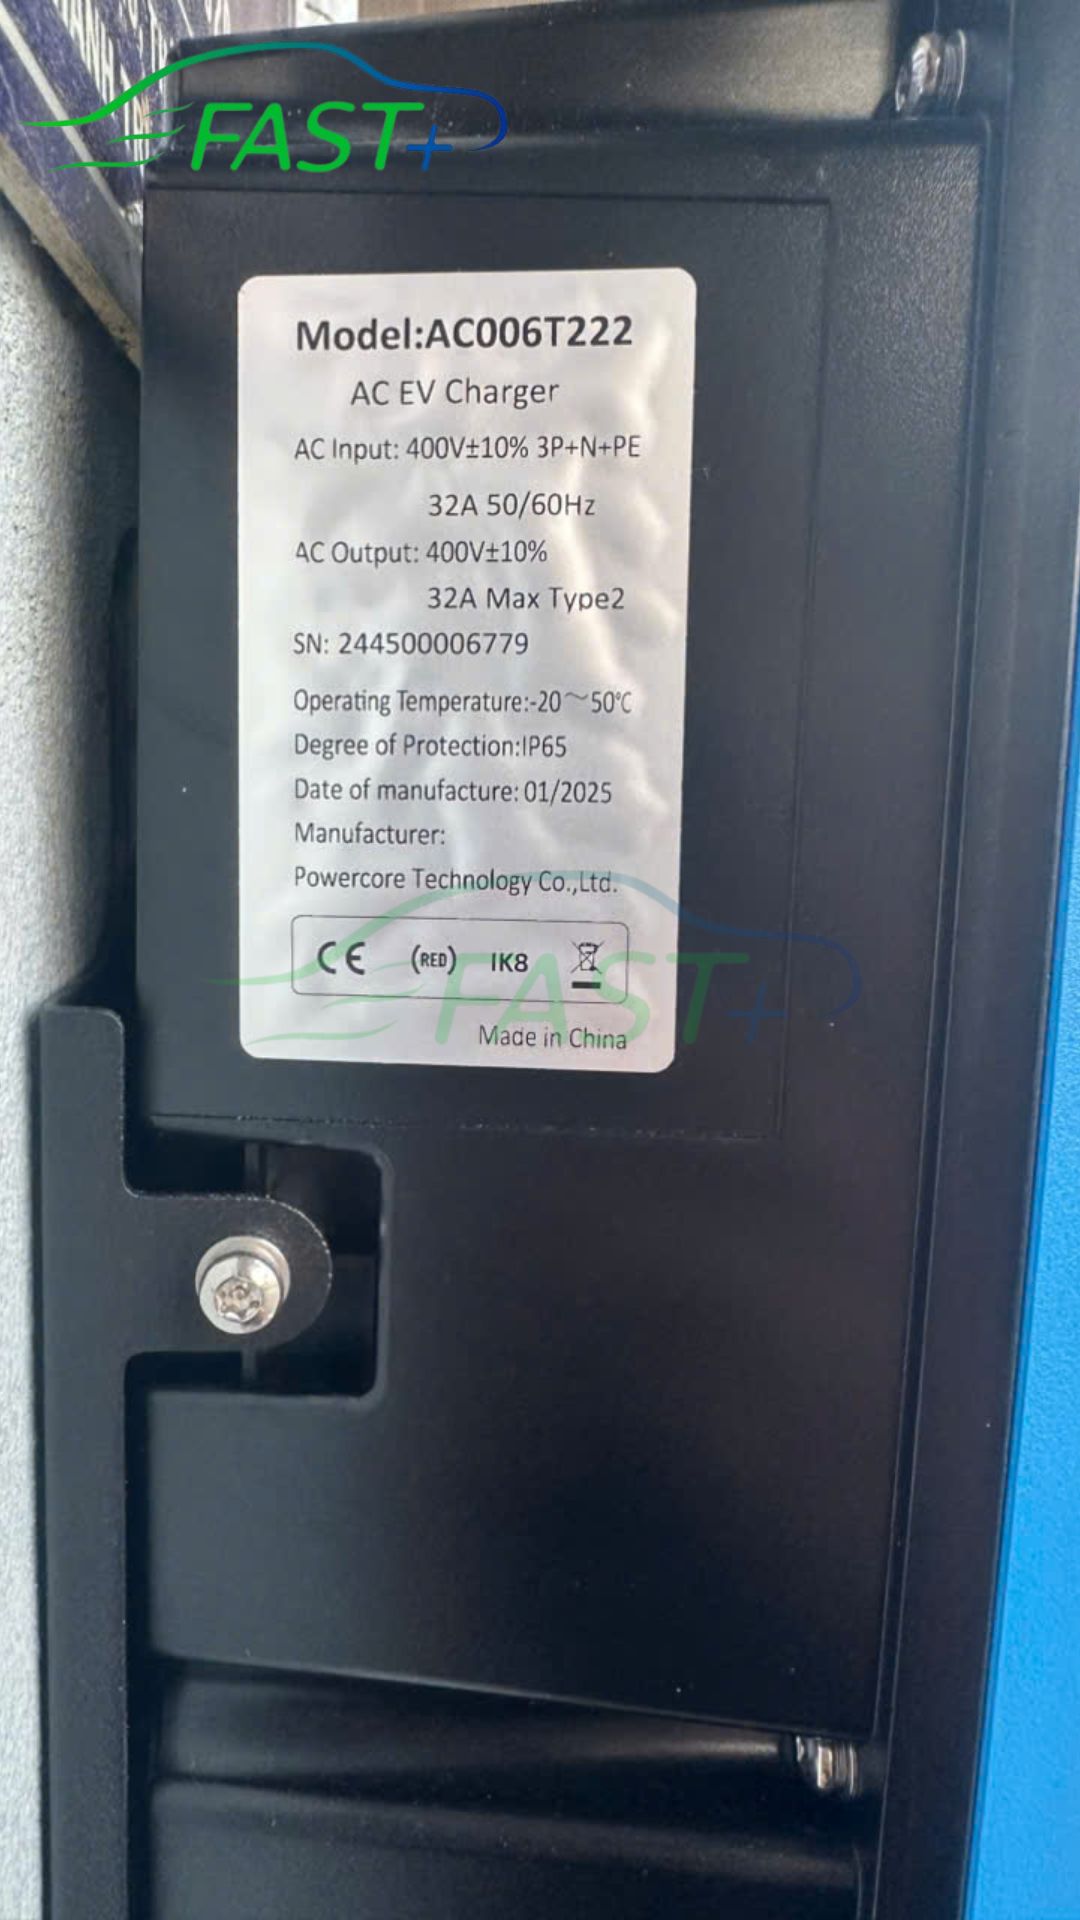 FAST+
Model:AC006T222
AC EV Charger
AC Input: 400V±10% 3P+N+PE
32A 50/60Hz
AC Output: 400V±10%
32A Max Type2
SN: 244500006779
Operating Temperature:-20～50℃
Degree of Protection:IP65
Date of manufacture: 01/2025
Manufacturer:
Powercore Technology Co.,Ltd.
CE (RED) IK8
FAST+
Made in China